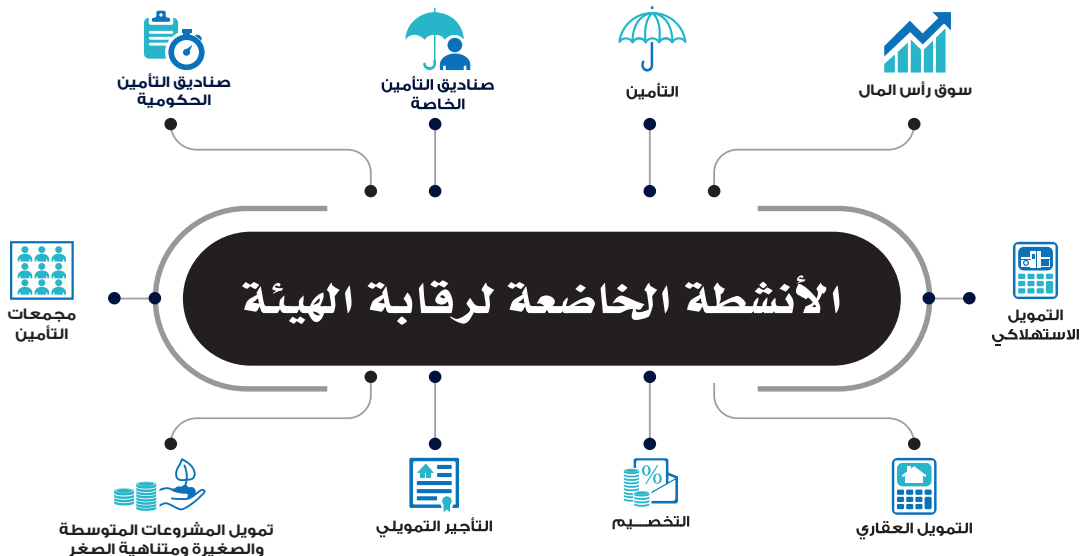 سوق رأس المال
التأمين
صناديق التأمين
الخاصة
صناديق التأمين
الحكومية
%
الأنشطة الخاضعة لرقابة الهيئة
التمويل
الاستهلاكي
مجمعات
التأمين
التمويل العقاري
التخصـــيم
التأجير التمويلي
تمويل المشروعات المتوسطة
والصغيرة ومتناهية الصغر